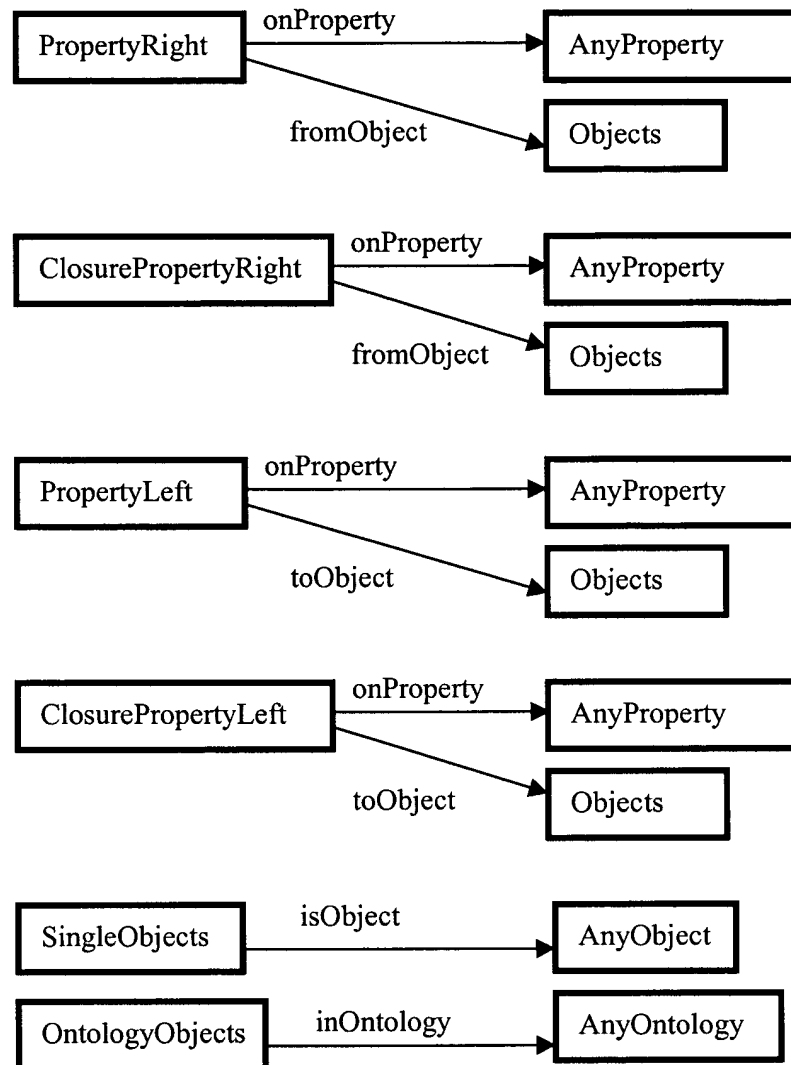 onProperty
PropertyRight
AnyProperty
fromObject
Objects
onProperty
ClosurePropertyRight
AnyProperty
fromObject
Objects
onProperty
PropertyLeft
AnyProperty
toObject
Objects
onProperty
ClosurePropertyLeft
AnyProperty
toObject
Objects
isObject
SingleObjects
AnyObject
inOntology
OntologyObjects
AnyOntology